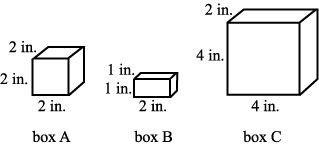 2 in.
2 in.
2 in.
box A
1 in.
1 in.
2 in.
box B
2 in.
4 in.
4 in.
box C